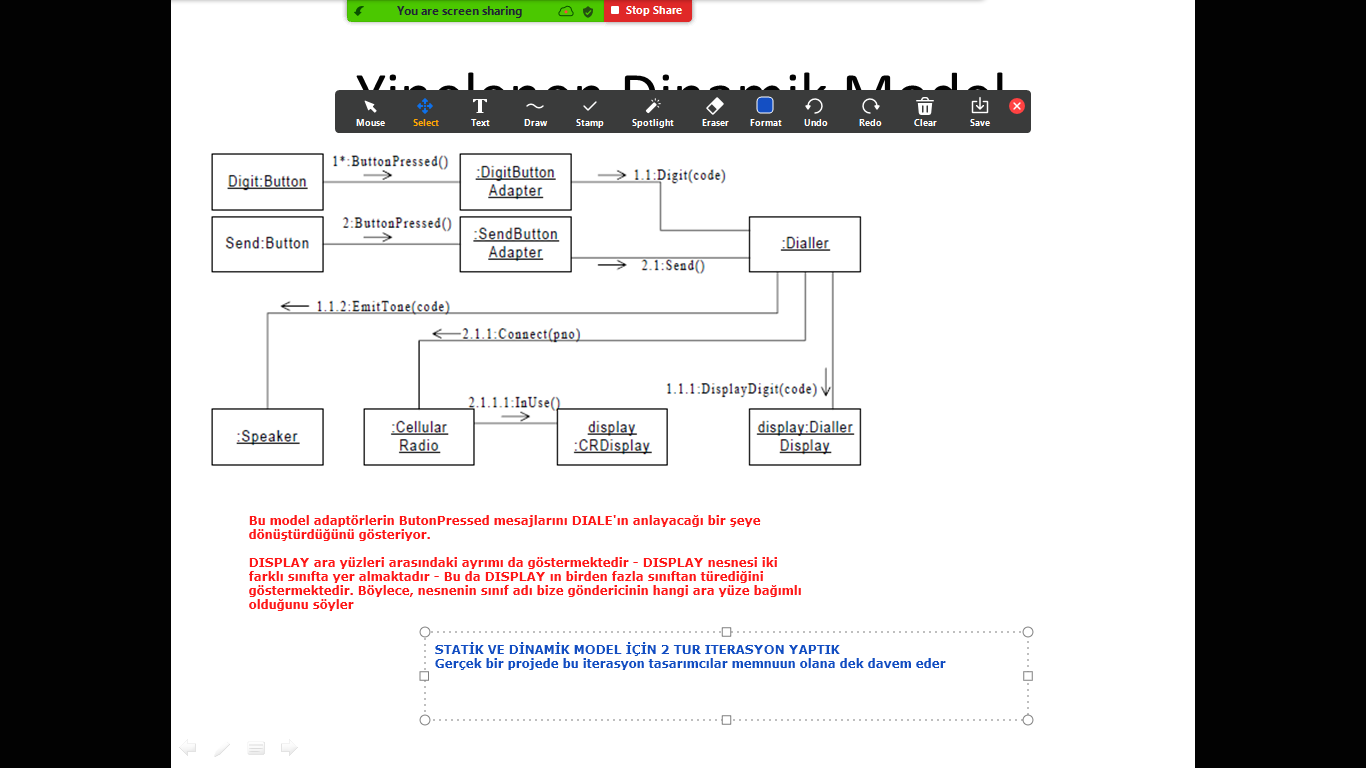 You are screen sharing
Stop Share
Yinelenen Dinamik Model
Mouse Select Text Draw Stamp Spotlight Eraser Format Undo Redo Clear Save
1*:ButtonPressed()
Digit:Button
:DigitButton
Adapter
1.1:Digit(code)
2:ButtonPressed()
Send:Button
:SendButton
Adapter
2.1:Send()
:Dialler
1.1.2:EmitTone(code)
2.1.1:Connect(pno)
1.1.1:DisplayDigit(code)
2.1.1.1:InUse()
:Speaker
:Cellular
Radio
display
:CRDisplay
display:Dialler
Display
Bu model adaptörlerin ButonPressed mesajlarını DIALE'ın anlayacağı bir şeye
dönüştürdüğünü gösteriyor.
DISPLAY ara yüzleri arasındaki ayrımı da göstermektedir - DISPLAY nesnesi iki
farklı sınıfta yer almaktadır - Bu da DISPLAY ın birden fazla sınıftan türediğini
göstermektedir. Böylece, nesnenin sınıf adı bize göndericinin hangi ara yüze bağımlı
olduğunu söyler
STATİK VE DİNAMİK MODEL İÇİN 2 TUR ITERASYON YAPTIK
Gerçek bir projede bu iterasyon tasarımcılar memnuun olana dek davem eder